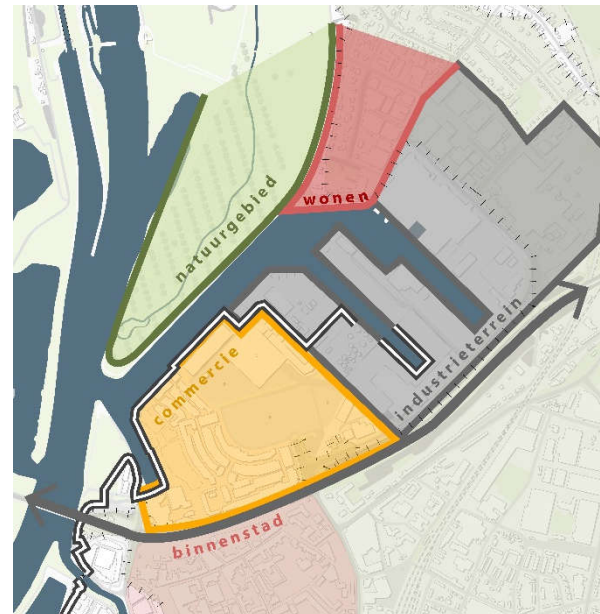 wonen
natuurgebied
commercie
industrieterrein
binnenstad